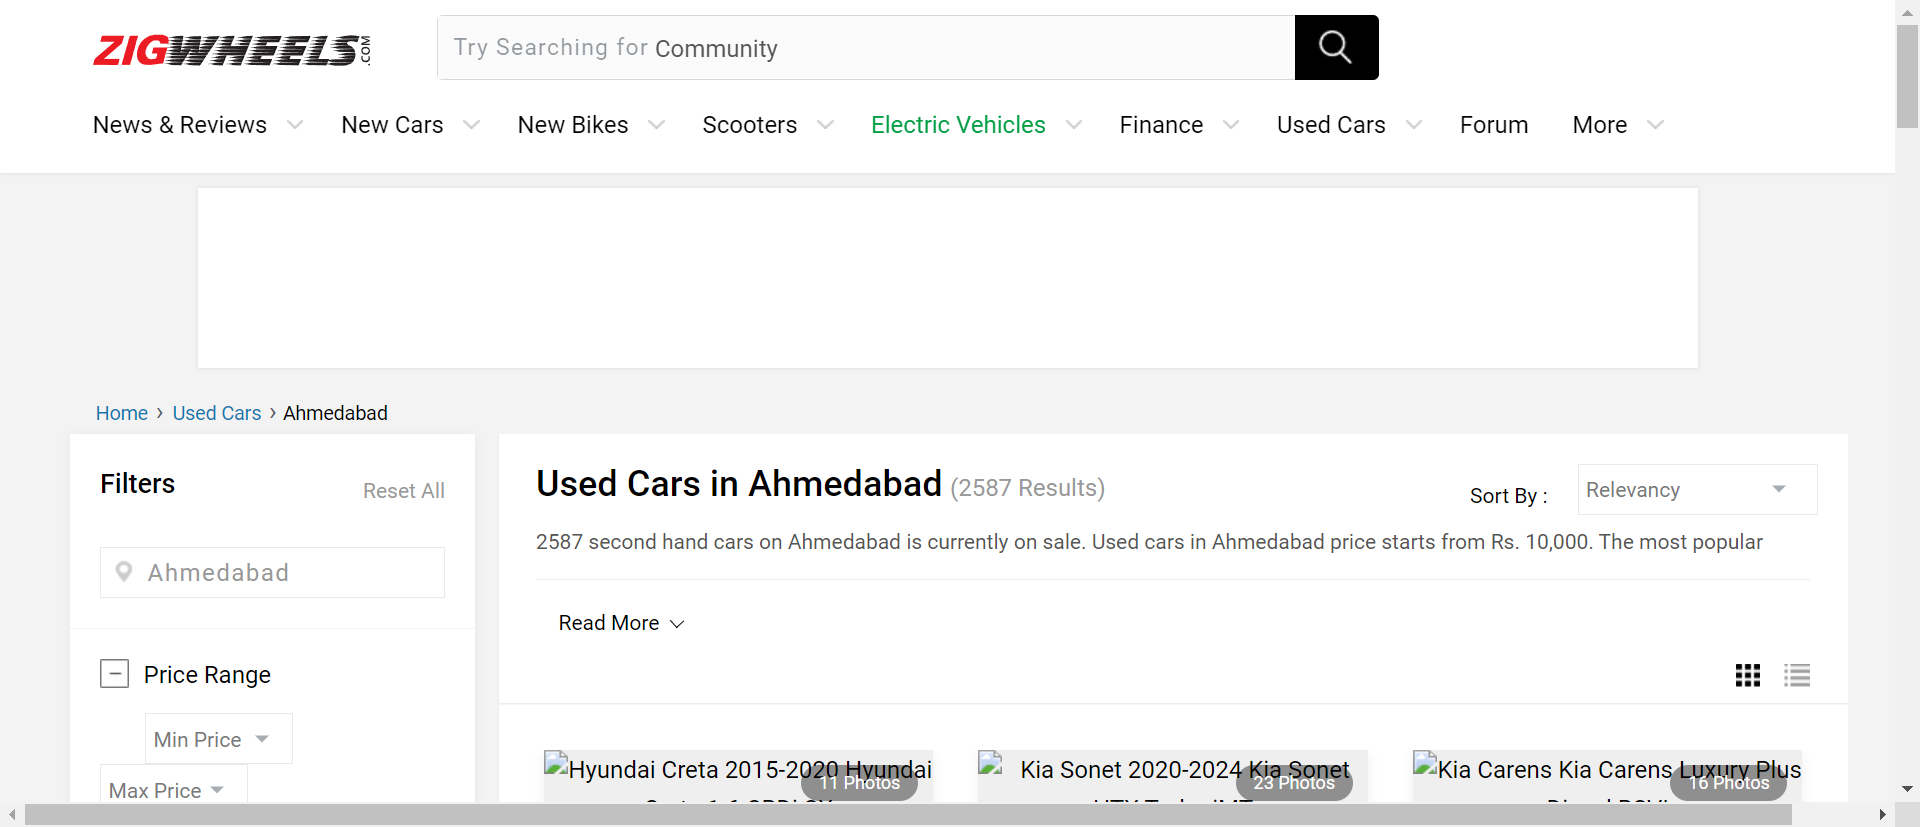 ZIGWHEELS.COM
Try Searching for Community
News & Reviews New Cars New Bikes Scooters Electric Vehicles Finance Used Cars Forum More
Home › Used Cars › Ahmedabad
Filters
Reset All
Ahmedabad
Price Range
Min Price
Max Price
Used Cars in Ahmedabad (2587 Results)
Sort By :
Relevancy
2587 second hand cars on Ahmedabad is currently on sale. Used cars in Ahmedabad price starts from Rs. 10,000. The most popular
Read More
Hyundai Creta 2015-2020 Hyundai
11 Photos
Kia Sonet 2020-2024 Kia Sonet
23 Photos
Kia Carens Kia Carens Luxury Plus
16 Photos